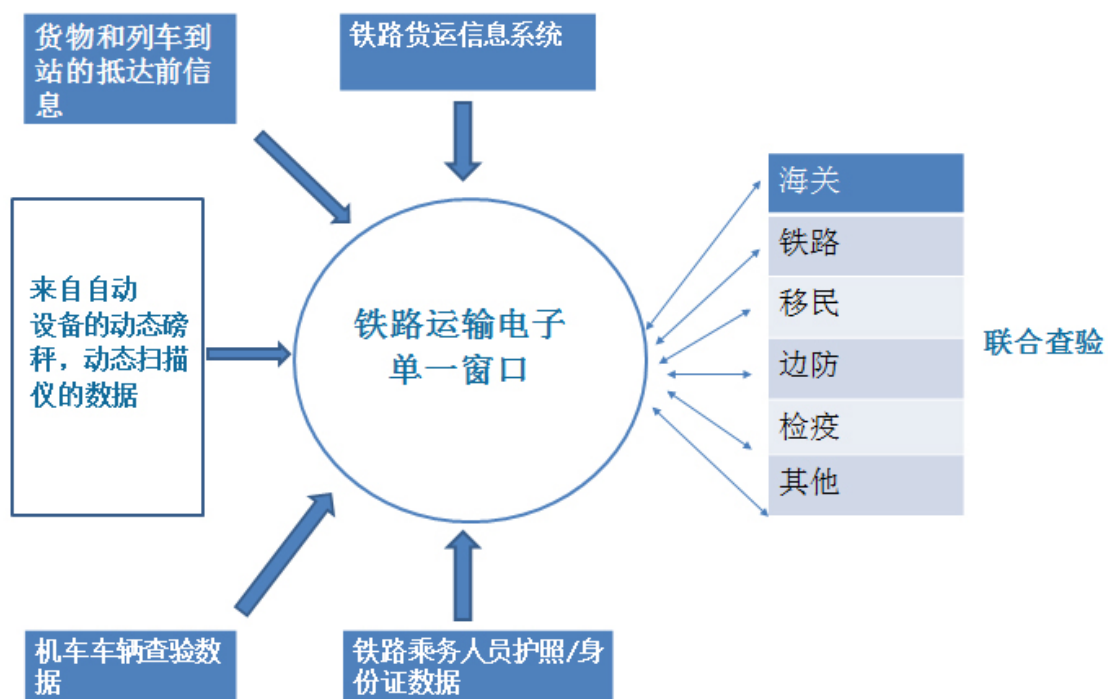 货物和列车到
站的抵达前信
息
铁路货运信息系统
来自自动
设备的动态磅
秤，动态扫描
仪的数据
铁路运输电子
单一窗口
海关
铁路
移民
边防
检疫
其他
联合查验
机车车辆查验数
据
铁路乘务人员护照/身
份证数据